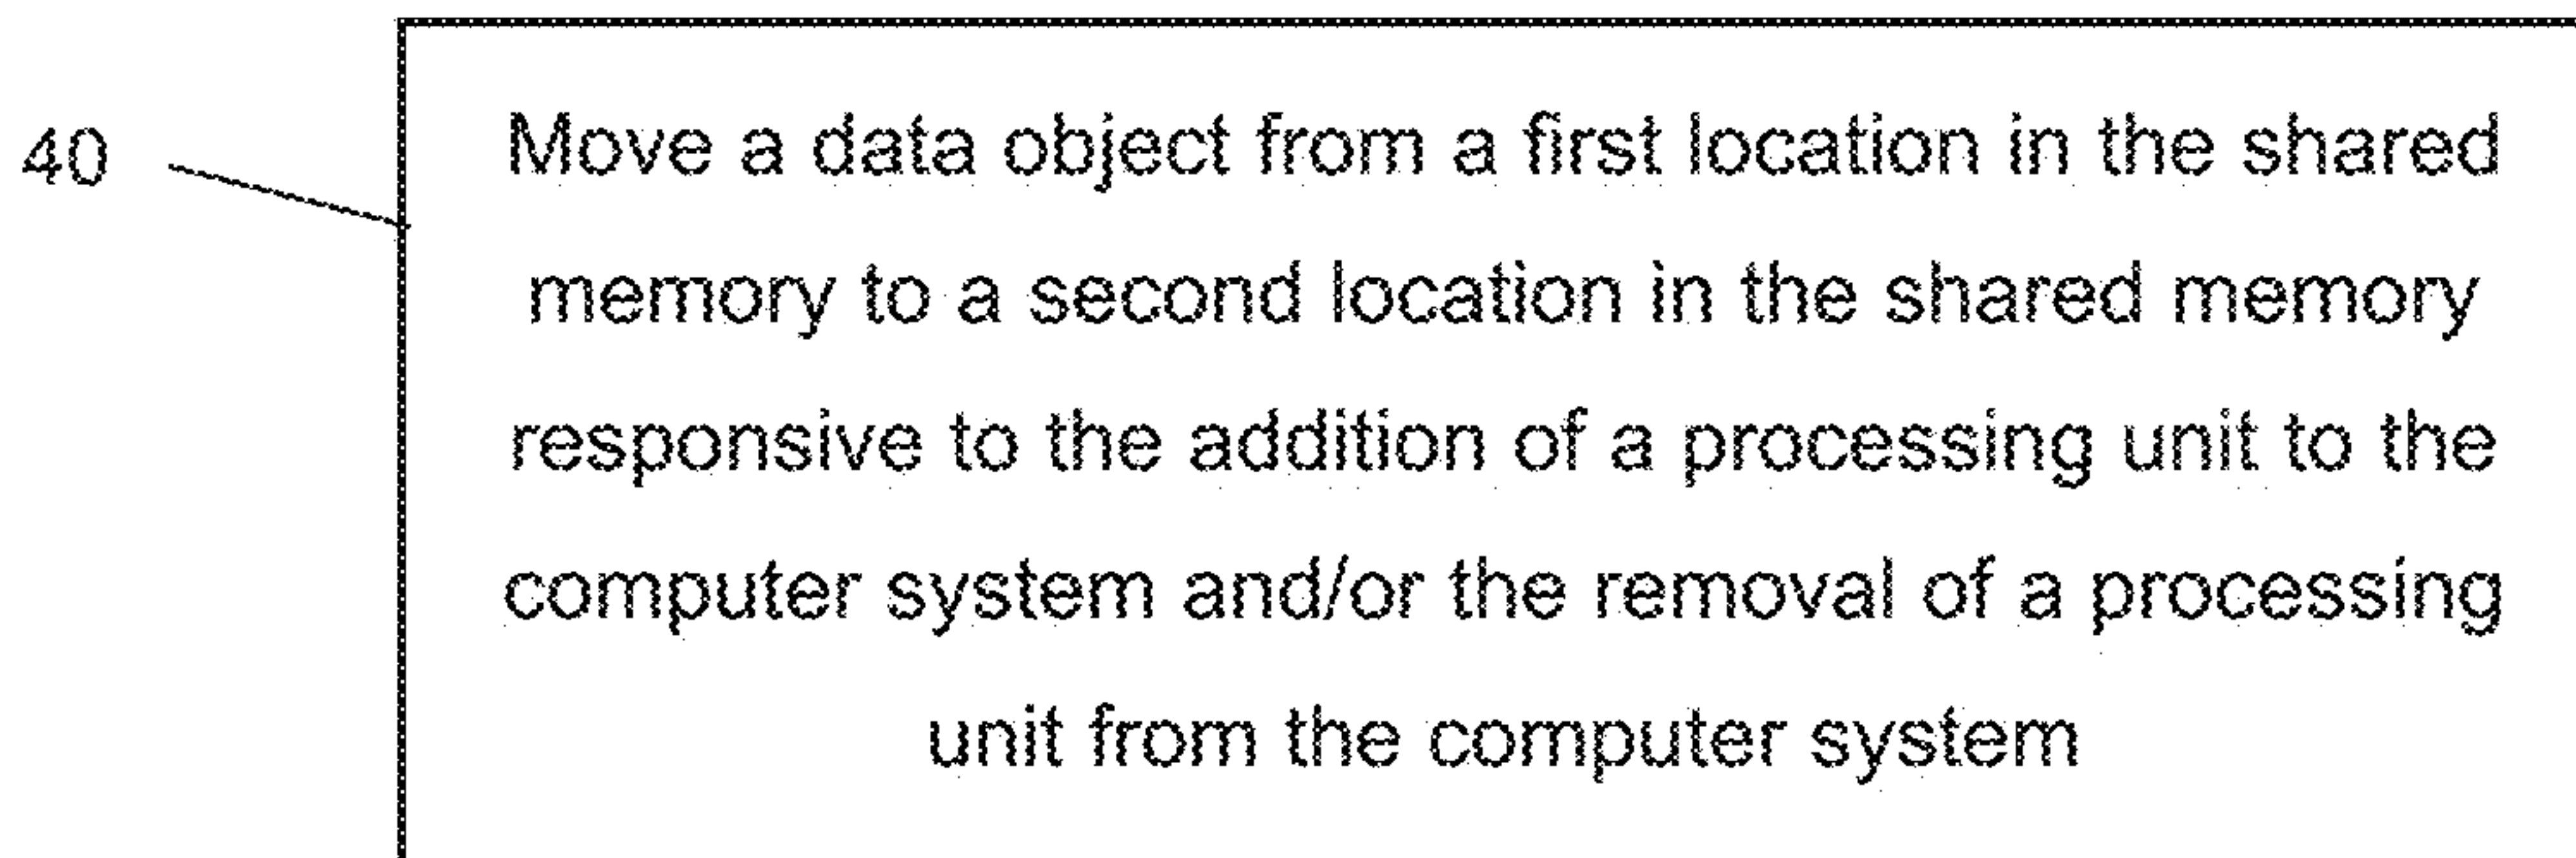 40
Move a data object from a first location in the shared
memory to a second location in the shared memory
responsive to the addition of a processing unit to the
computer system and/or the removal of a processing
unit from the computer system